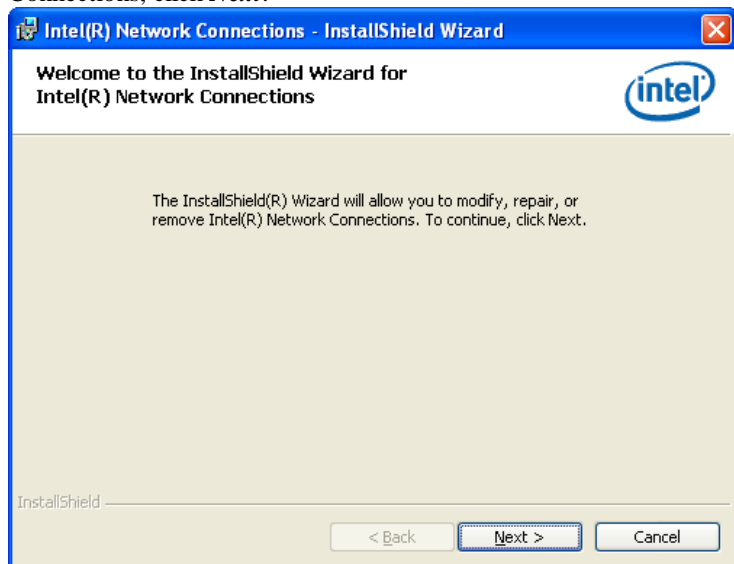 Intel(R) Network Connections - InstallShield Wizard
Welcome to the InstallShield Wizard for
Intel(R) Network Connections
intel
The InstallShield(R) Wizard will allow you to modify, repair, or
remove Intel(R) Network Connections. To continue, click Next.
InstallShield
< Back
Next >
Cancel